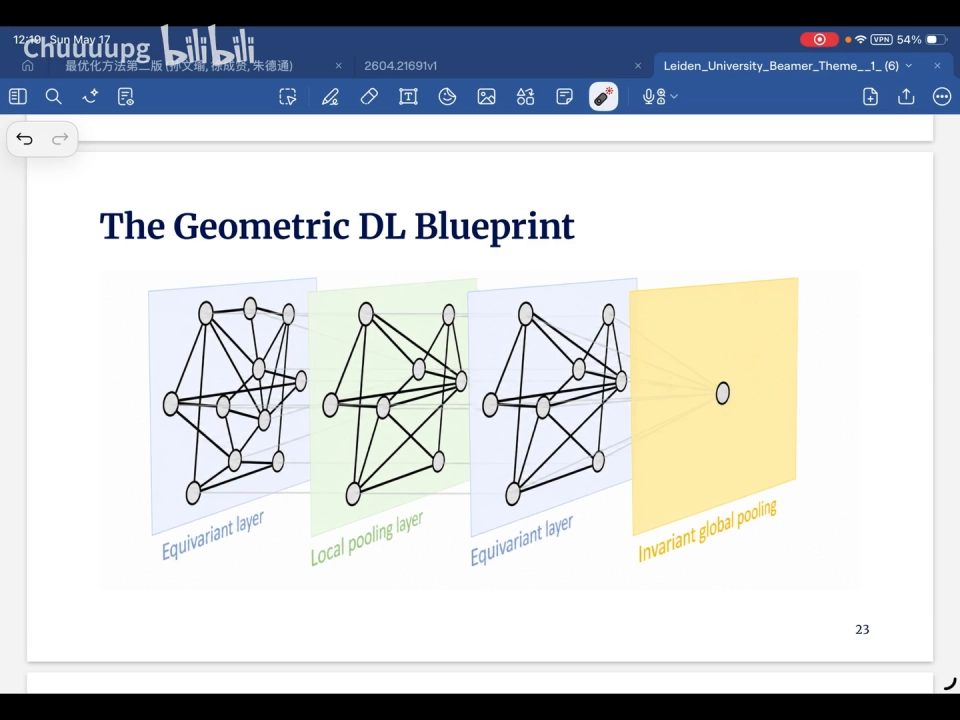 12:19 Sun May 17
Chuuuupg bilibili
VPN 54%
最优化方法第二版 (孙文瑜, 徐成贤, 朱德通)
2604.21691v1
Leiden_University_Beamer_Theme__1_ (6)
The Geometric DL Blueprint
Equivariant layer
Local pooling layer
Equivariant layer
Invariant global pooling
23